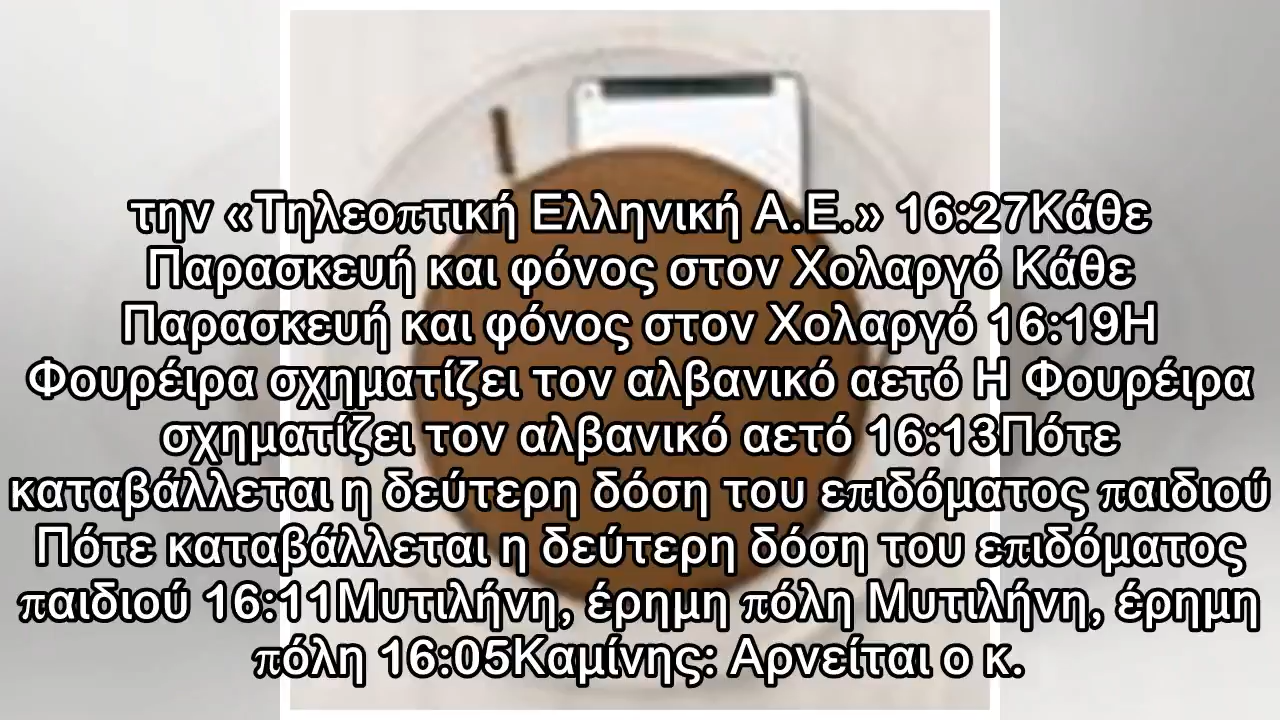 την «Τηλεοπτική Ελληνική Α.Ε.» 16:27Κάθε
Παρασκευή και φόνος στον Χολαργό Κάθε
Παρασκευή και φόνος στον Χολαργό 16:19Η
Φουρέιρα σχηματίζει τον αλβανικό αετό Η Φουρέιρα
σχηματίζει τον αλβανικό αετό 16:13Πότε
καταβάλλεται η δεύτερη δόση του επιδόματος παιδιού
Πότε καταβάλλεται η δεύτερη δόση του επιδόματος
παιδιού 16:11Μυτιλήνη, έρημη πόλη Μυτιλήνη, έρημη
πόλη 16:05Καμίνης: Αρνείται ο κ.